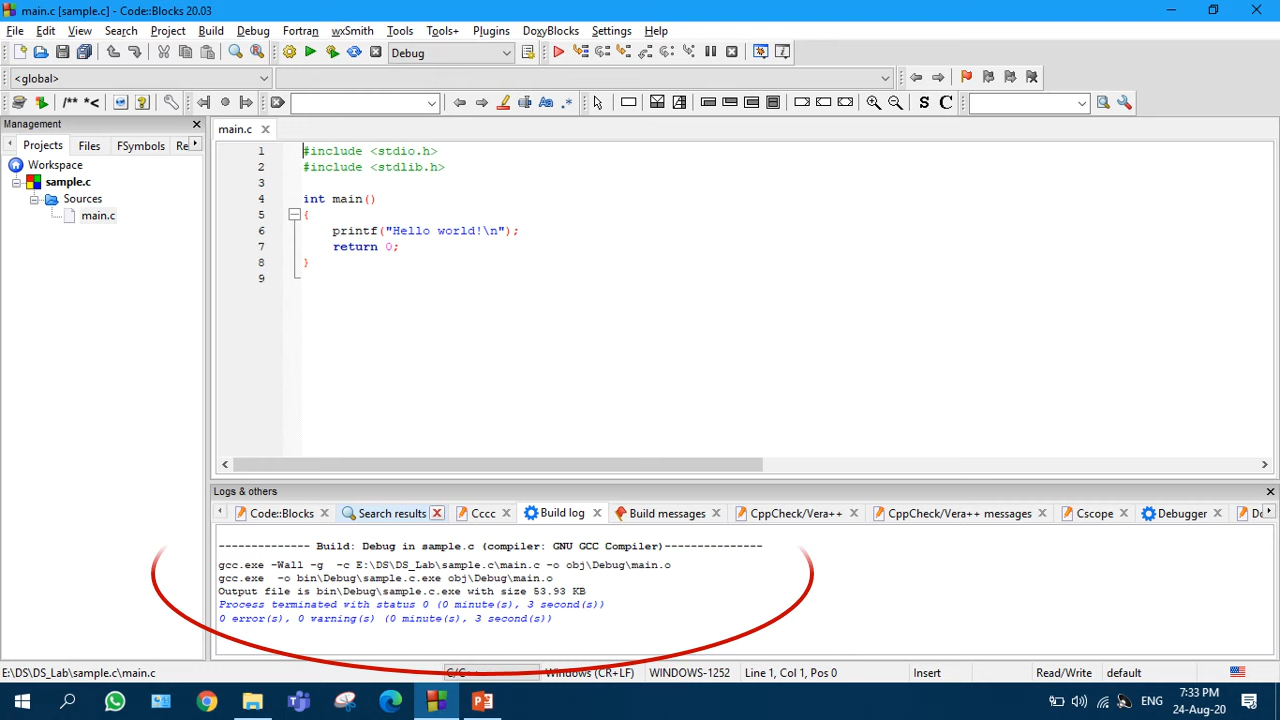 main.c [sample.c] - Code::Blocks 20.03
File Edit View Search Project Build Debug Fortran wxSmith Tools Tools+ Plugins DoxyBlocks Settings Help
Debug
<global>
/** *< S C
Management
Projects Files FSymbols Re
Workspace
sample.c
Sources
main.c
main.c
1 #include <stdio.h>
2 #include <stdlib.h>
3
4 int main()
5 {
6 printf("Hello world!\n");
7 return 0;
8 }
9
Logs & others
Code::Blocks Search results Cccc Build log Build messages CppCheck/Vera++ CppCheck/Vera++ messages Cscope Debugger Do
-------------- Build: Debug in sample.c (compiler: GNU GCC Compiler)---------------
gcc.exe -Wall -g  -c E:\DS\DS_Lab\sample.c\main.c -o obj\Debug\main.o
gcc.exe  -o bin\Debug\sample.c.exe obj\Debug\main.o
Output file is bin\Debug\sample.c.exe with size 53.93 KB
Process terminated with status 0 (0 minute(s), 3 second(s))
0 error(s), 0 warning(s) (0 minute(s), 3 second(s))
E:\DS\DS_Lab\sample.c\main.c C/C++ Windows (CR+LF) WINDOWS-1252 Line 1, Col 1, Pos 0 Insert Read/Write default
ENG 7:33 PM
24-Aug-20